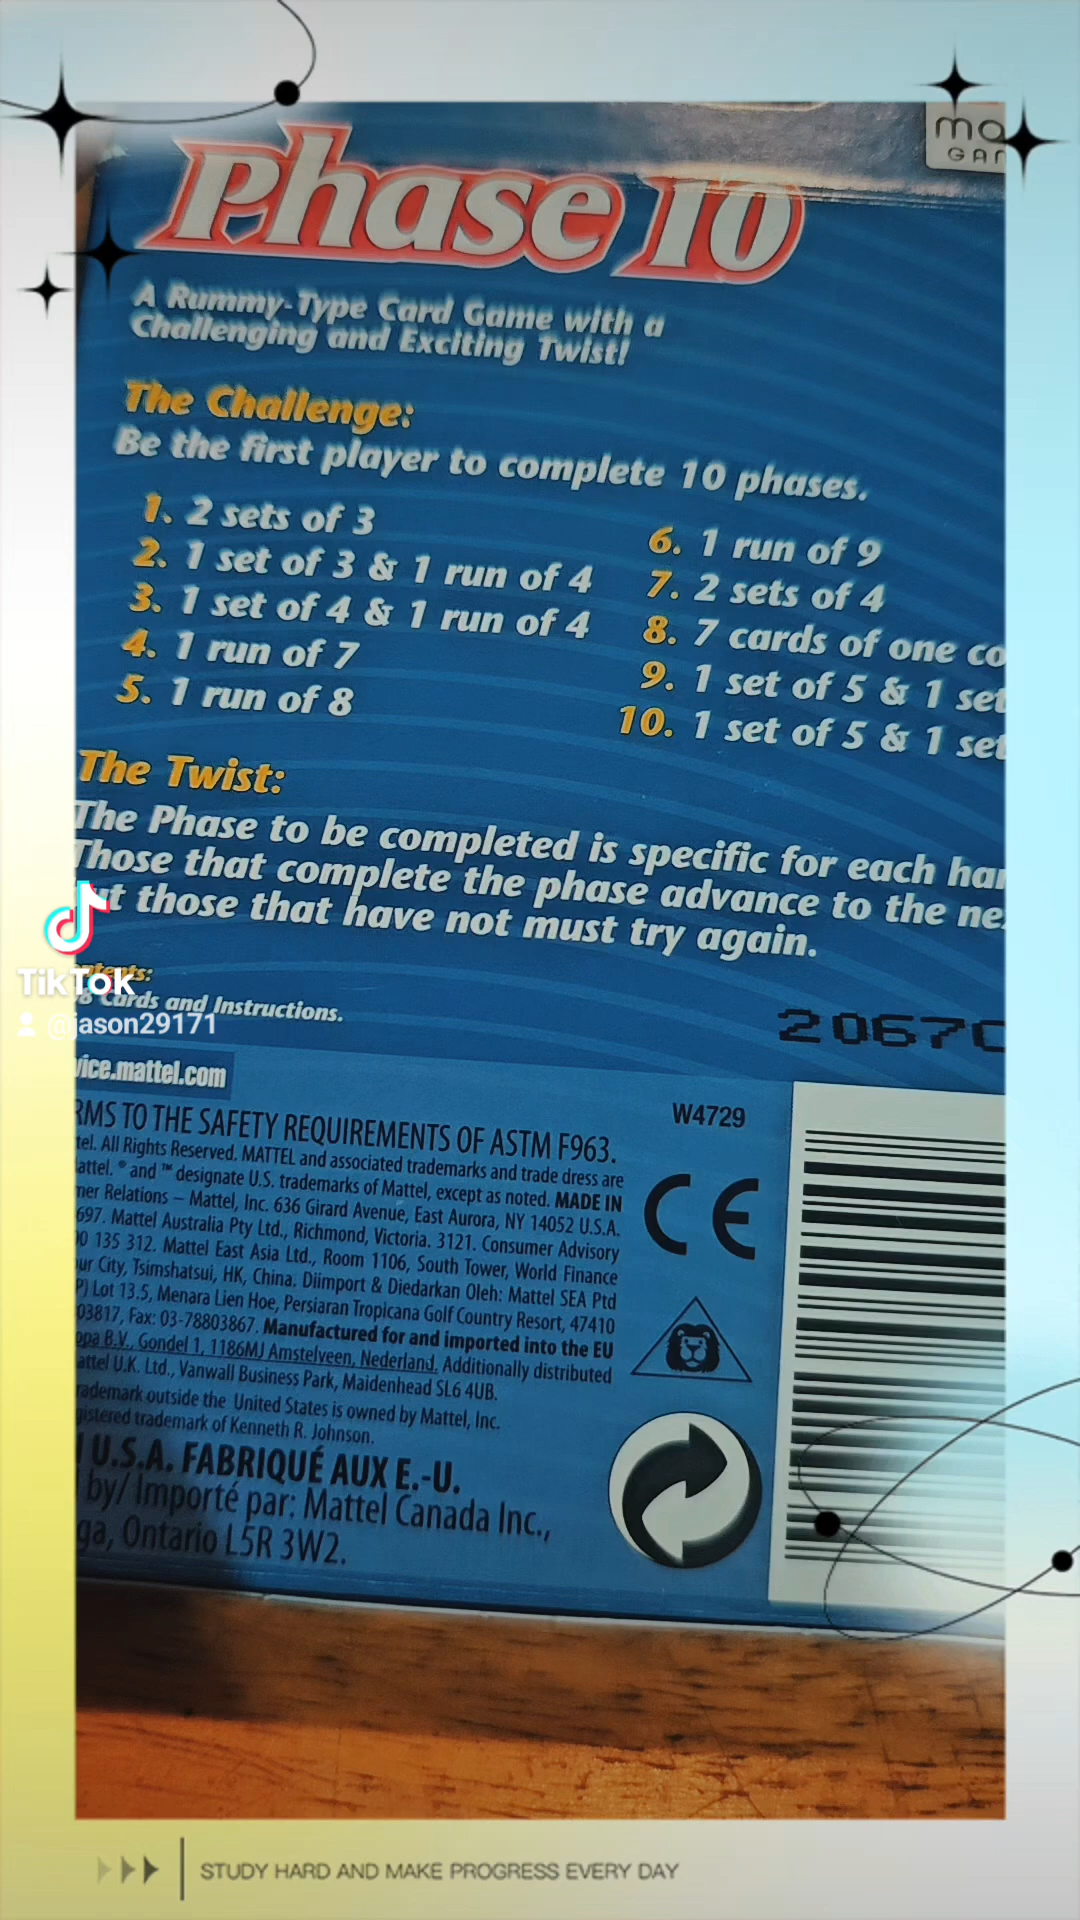 Phase 10
A Rummy-Type Card Game with a
Challenging and Exciting Twist!
The Challenge:
Be the first player to complete 10 phases.
1. 2 sets of 3
2. 1 set of 3 & 1 run of 4
3. 1 set of 4 & 1 run of 4
4. 1 run of 7
5. 1 run of 8
6. 1 run of 9
7. 2 sets of 4
8. 7 cards of one co
9. 1 set of 5 & 1 set
10. 1 set of 5 & 1 set
The Twist:
The Phase to be completed is specific for each
Those that complete the phase advance to the
those that have not must try again.
TikTok
Cards and Instructions.
@jason29171
2067
vice.mattel.com
RMS TO THE SAFETY REQUIREMENTS OF ASTM F963.
tel. All Rights Reserved. MATTEL and associated trademarks and trade dress are
attel. ® and ™ designate U.S. trademarks of Mattel, except as noted. MADE IN
ner Relations – Mattel, Inc. 636 Girard Avenue, East Aurora, NY 14052 U.S.A.
697. Mattel Australia Pty Ltd., Richmond, Victoria. 3121. Consumer Advisory
00 135 312. Mattel East Asia Ltd., Room 1106, South Tower, World Finance
ur City, Tsimshatsui, HK, China. Diimport & Diedarkan Oleh: Mattel SEA Ptd
P) Lot 13.5, Menara Lien Hoe, Persiaran Tropicana Golf Country Resort, 47410
03817, Fax: 03-78803867. Manufactured for and imported into the EU
opa B.V., Gondel 1, 1186MJ Amstelveen, Nederland. Additionally distributed
attel U.K. Ltd., Vanwall Business Park, Maidenhead SL6 4UB.
rademark outside the United States is owned by Mattel, Inc.
gistered trademark of Kenneth R. Johnson.
U.S.A. FABRIQUÉ AUX E.-U.
by/ Importé par: Mattel Canada Inc.,
ga, Ontario L5R 3W2.
W4729
CE
STUDY HARD AND MAKE PROGRESS EVERY DAY